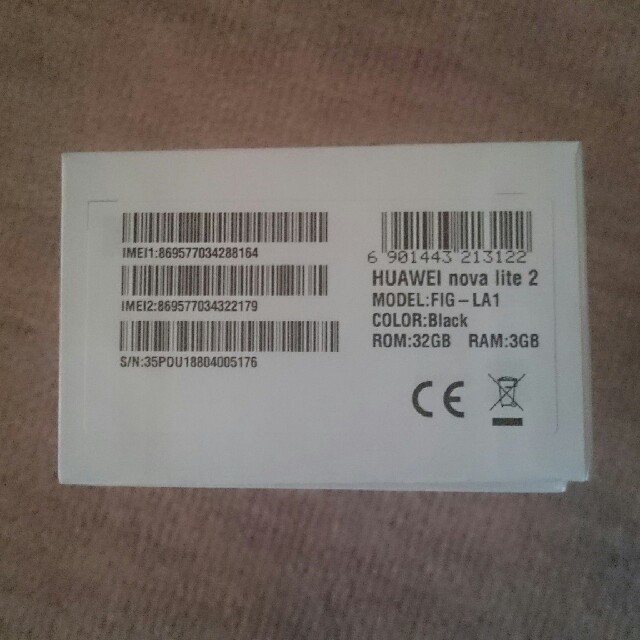 IMEI1:869577034288164
IMEI2:869577034322179
S/N:35PDU18804005176
6 901443 213122
HUAWEI nova lite 2
MODEL:FIG-LA1
COLOR:Black
ROM:32GB RAM:3GB
CE